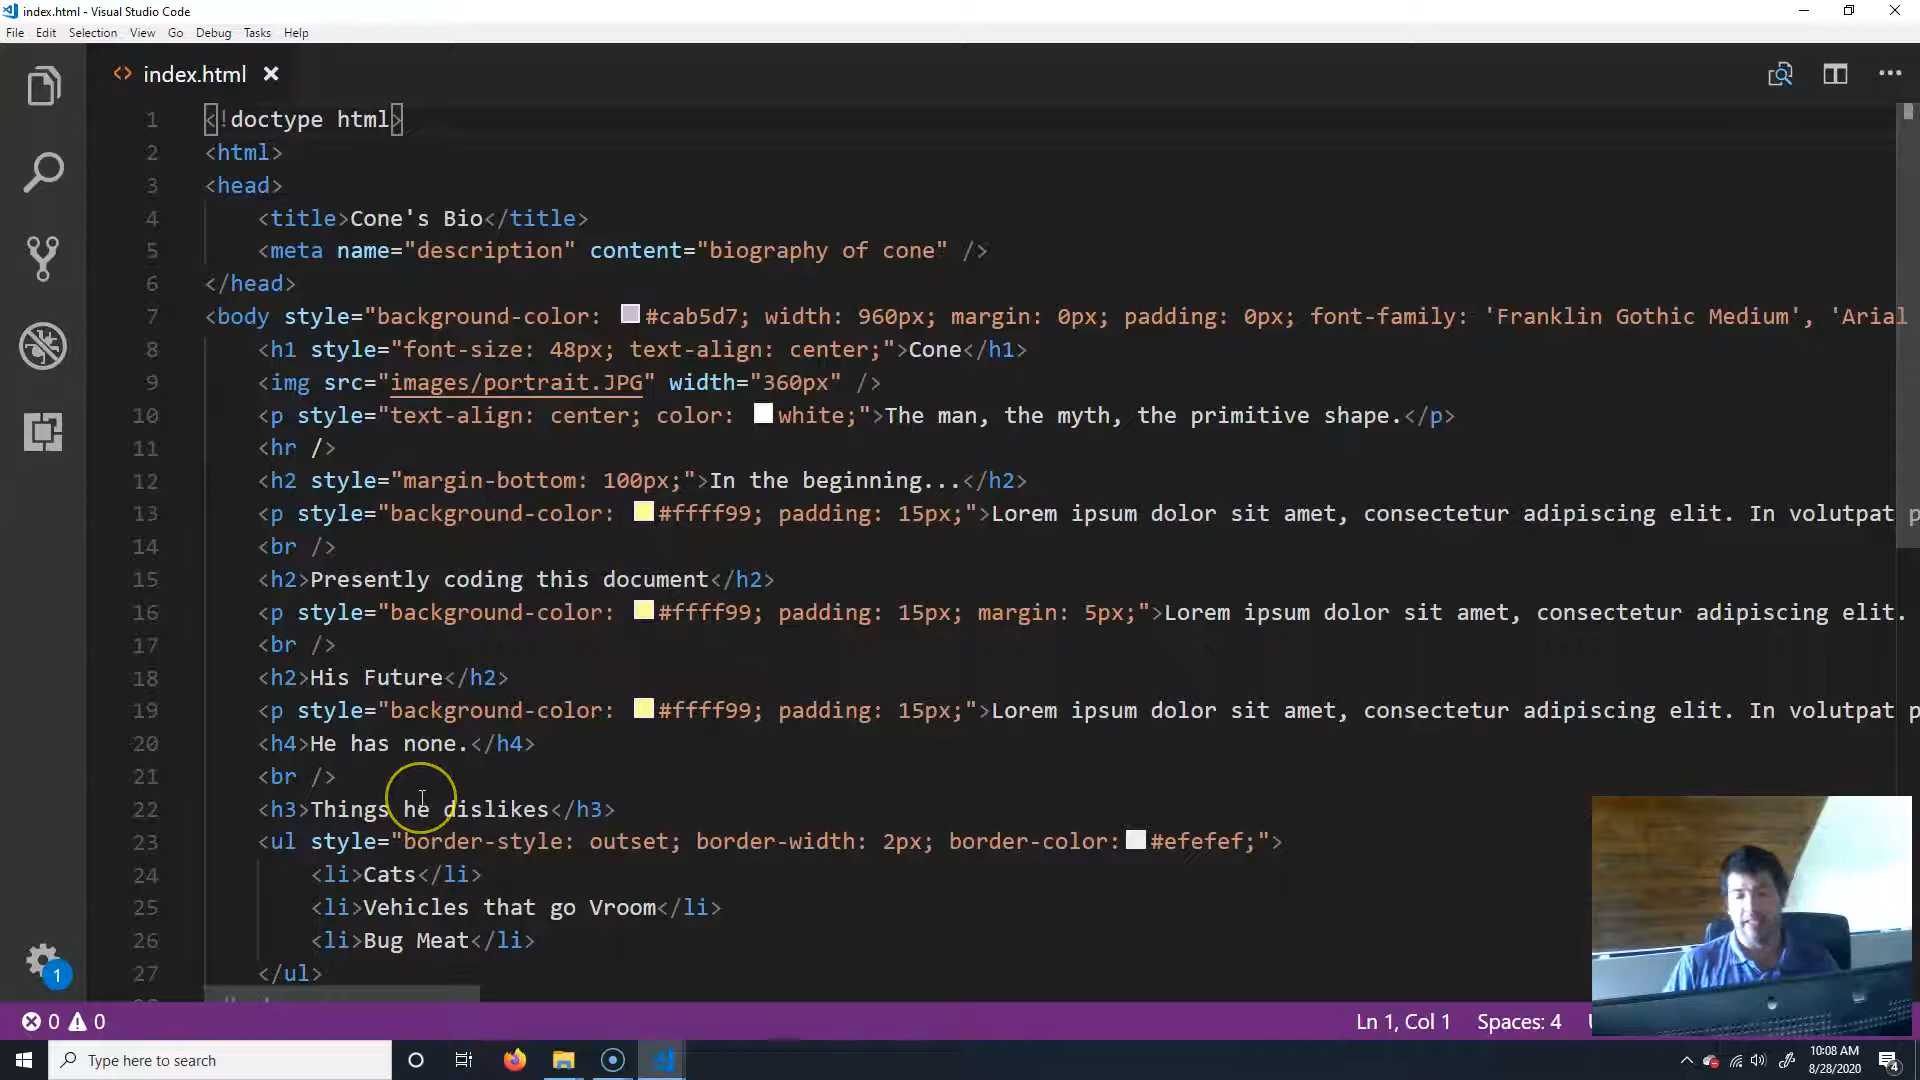 index.html - Visual Studio Code
File Edit Selection View Go Debug Tasks Help
<> index.html
1 <!doctype html>
2 <html>
3 <head>
4 <title>Cone's Bio</title>
5 <meta name="description" content="biography of cone" />
6 </head>
7 <body style="background-color: #cab5d7; width: 960px; margin: 0px; padding: 0px; font-family: 'Franklin Gothic Medium', 'Arial
8 <h1 style="font-size: 48px; text-align: center;">Cone</h1>
9 <img src="images/portrait.JPG" width="360px" />
10 <p style="text-align: center; color: white;">The man, the myth, the primitive shape.</p>
11 <hr />
12 <h2 style="margin-bottom: 100px;">In the beginning...</h2>
13 <p style="background-color: #ffff99; padding: 15px;">Lorem ipsum dolor sit amet, consectetur adipiscing elit. In volutpat p
14 <br />
15 <h2>Presently coding this document</h2>
16 <p style="background-color: #ffff99; padding: 15px; margin: 5px;">Lorem ipsum dolor sit amet, consectetur adipiscing elit.
17 <br />
18 <h2>His Future</h2>
19 <p style="background-color: #ffff99; padding: 15px;">Lorem ipsum dolor sit amet, consectetur adipiscing elit. In volutpat p
20 <h4>He has none.</h4>
21 <br />
22 <h3>Things he dislikes</h3>
23 <ul style="border-style: outset; border-width: 2px; border-color: #efefef;">
24 <li>Cats</li>
25 <li>Vehicles that go Vroom</li>
26 <li>Bug Meat</li>
27 </ul>
1
0 0 Ln 1, Col 1 Spaces: 4
Type here to search
10:08 AM
8/28/2020
4